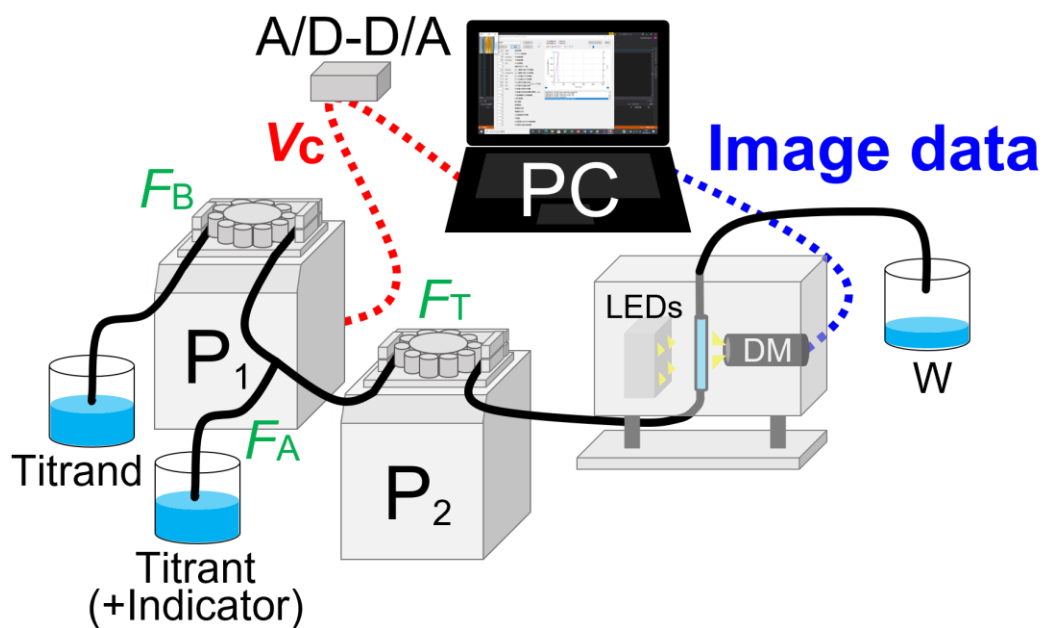 A/D-D/A
Vc
Image data
PC
FB
FT
LEDs
DM
W
P1
FA
Titrand
P2
Titrant
(+Indicator)